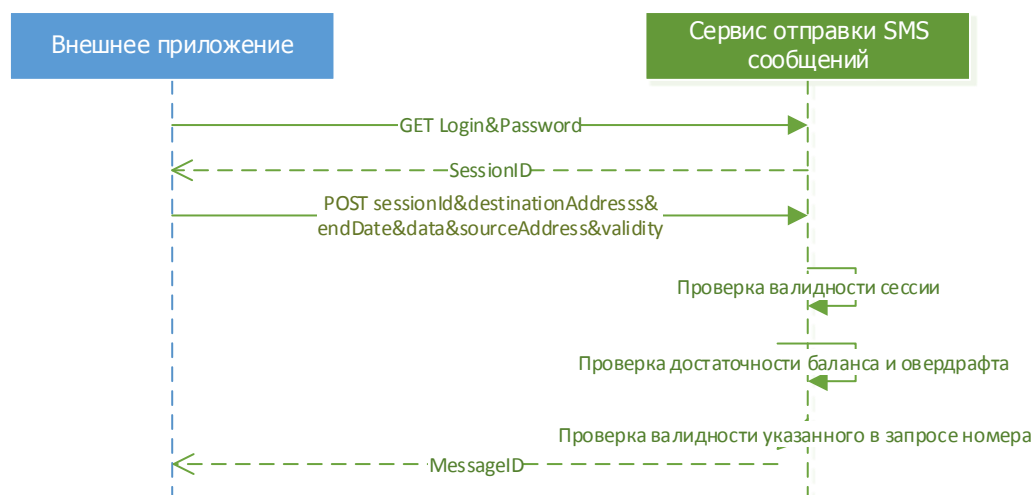 Внешнее приложение
Сервис отправки SMS
сообщений
GET Login&Password
SessionID
POST sessionId&destinationAddresss&
endDate&data&sourceAddress&validity
Проверка валидности сессии
Проверка достаточности баланса и овердрафта
Проверка валидности указанного в запросе номера
MessageID